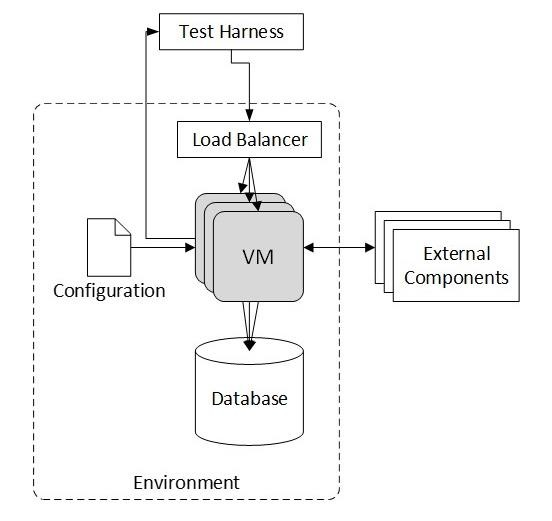 Test Harness
Load Balancer
VM
Configuration
External
Components
Database
Environment